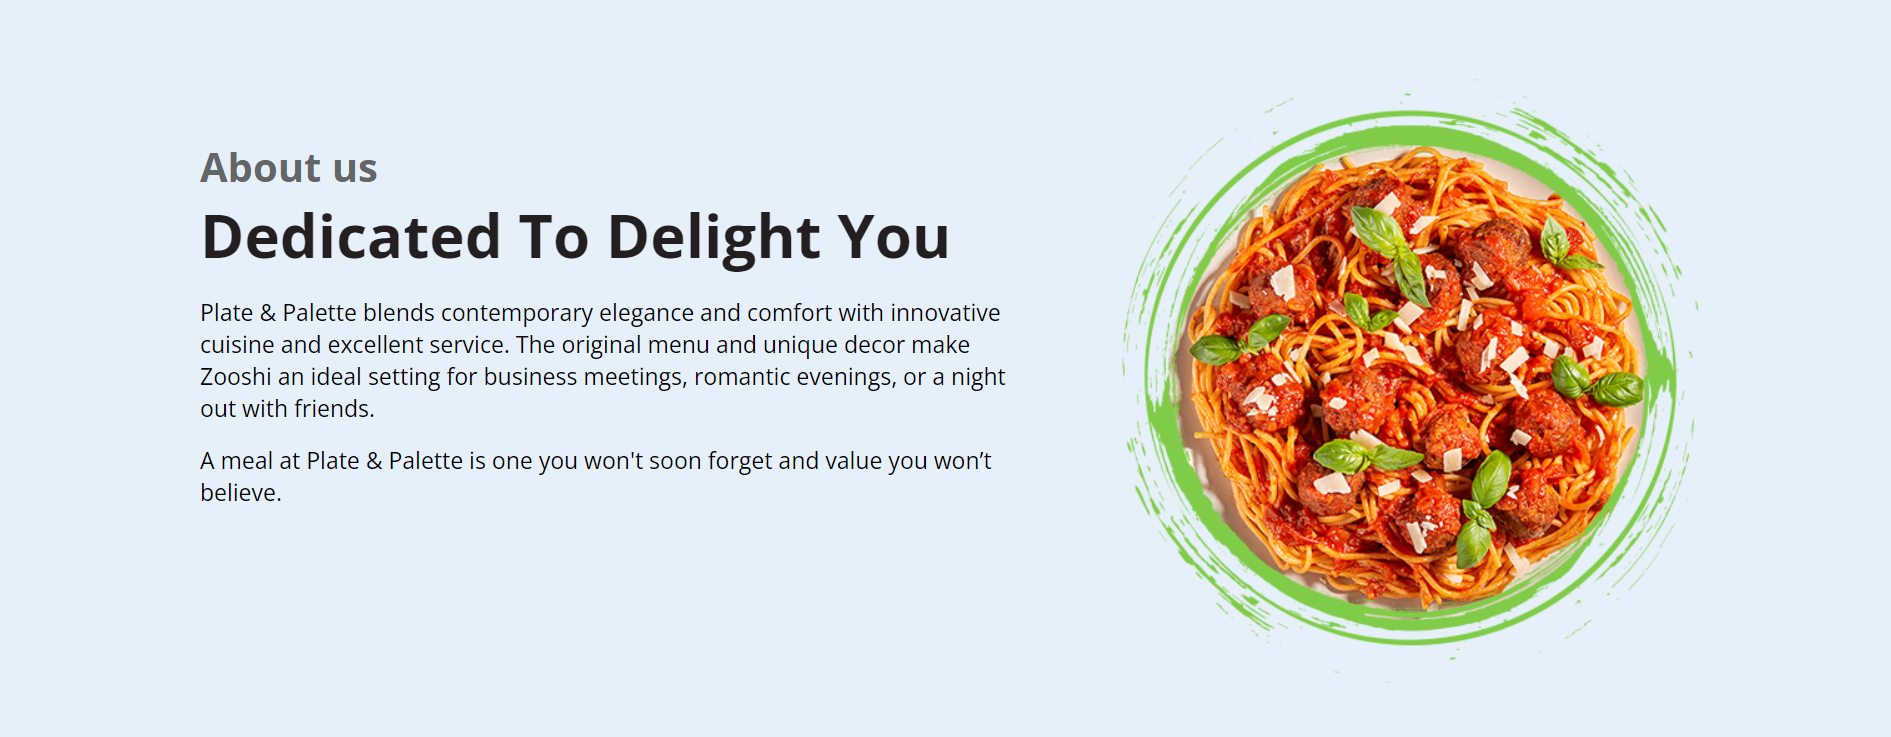 About us
Dedicated To Delight You
Plate & Palette blends contemporary elegance and comfort with innovative
cuisine and excellent service. The original menu and unique decor make
Zooshi an ideal setting for business meetings, romantic evenings, or a night
out with friends.
A meal at Plate & Palette is one you won't soon forget and value you won’t
believe.